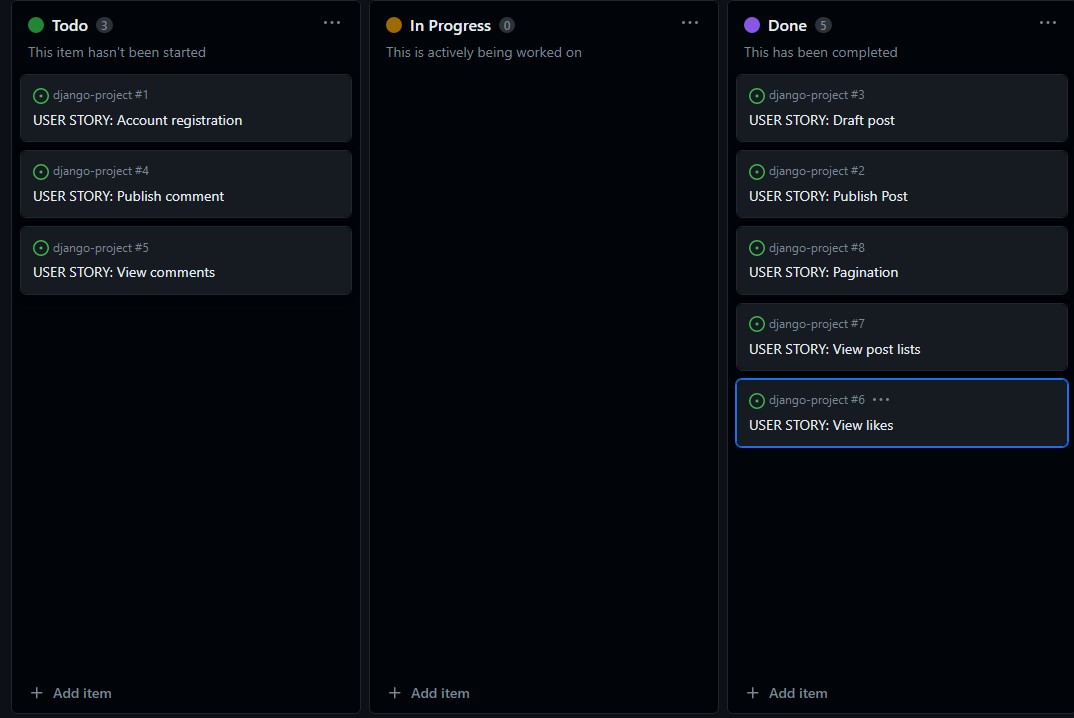 Todo 3
This item hasn't been started
django-project #1
USER STORY: Account registration
django-project #4
USER STORY: Publish comment
django-project #5
USER STORY: View comments
+ Add item
In Progress 0
This is actively being worked on
+ Add item
Done 5
This has been completed
django-project #3
USER STORY: Draft post
django-project #2
USER STORY: Publish Post
django-project #8
USER STORY: Pagination
django-project #7
USER STORY: View post lists
django-project #6
USER STORY: View likes
+ Add item